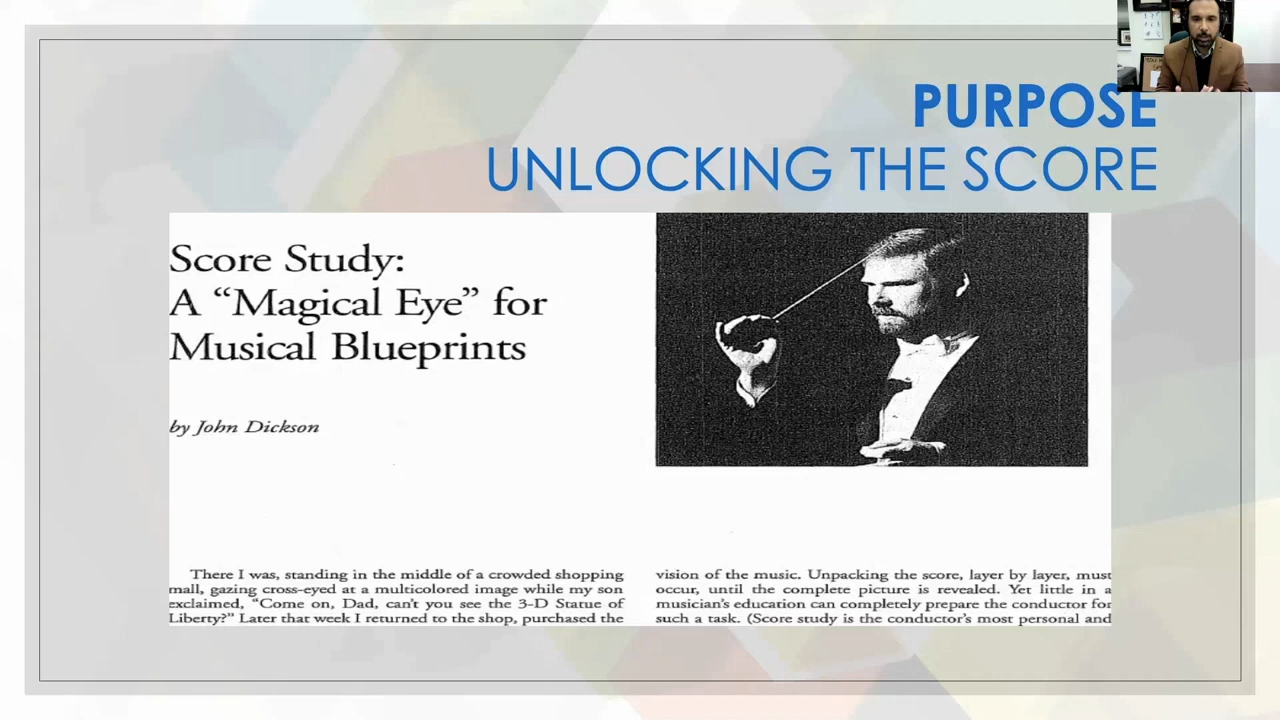 PURPOSE
UNLOCKING THE SCORE
Score Study:
A “Magical Eye” for
Musical Blueprints
by John Dickson
There I was, standing in the middle of a crowded shopping
mall, gazing cross-eyed at a multicolored image while my son
exclaimed, “Come on, Dad, can’t you see the 3-D Statue of
Liberty?” Later that week I returned to the shop, purchased the
vision of the music. Unpacking the score, layer by layer, must
occur, until the complete picture is revealed. Yet little in a
musician’s education can completely prepare the conductor for
such a task. (Score study is the conductor’s most personal and